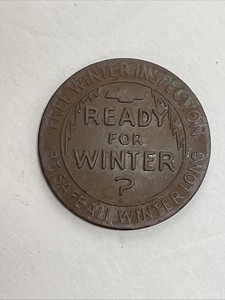 FREE WINTER INSPECTION
READY
FOR
WINTER
?
BE SAFE ALL WINTER LONG